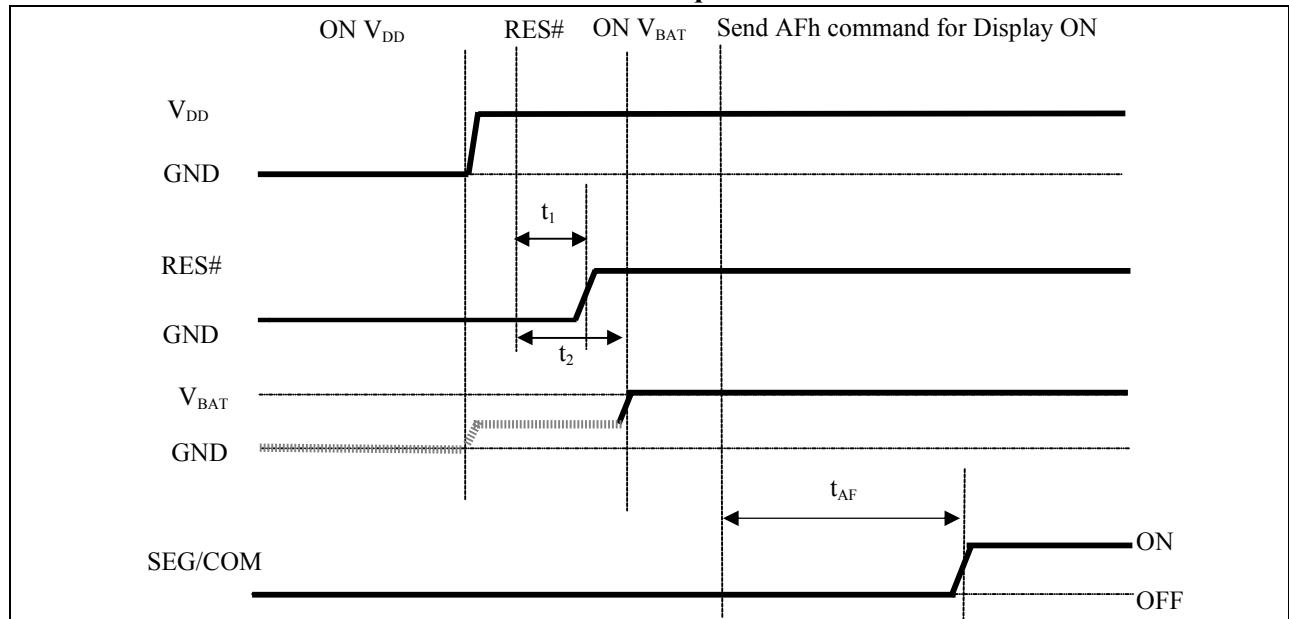 ON VDD RES# ON VBAT Send AFh command for Display ON
VDD
GND
t1
RES#
GND
t2
VBAT
GND
tAF
SEG/COM
ON
OFF